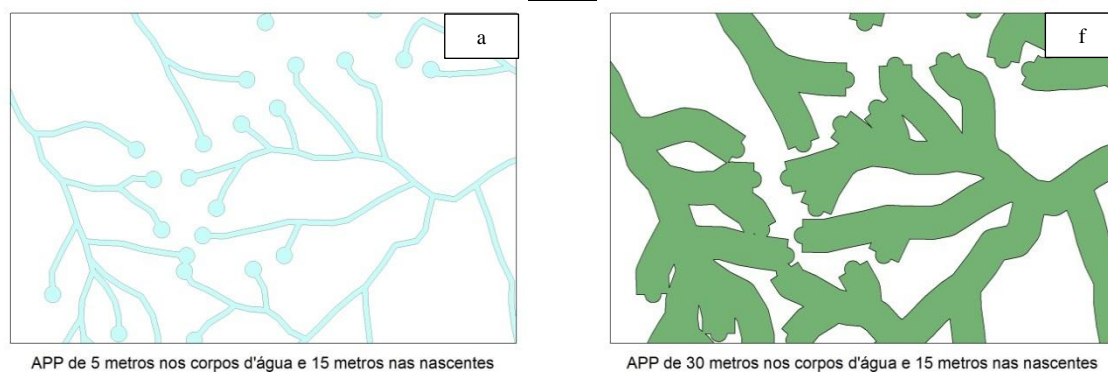 a
f
APP de 5 metros nos corpos d'água e 15 metros nas nascentes
APP de 30 metros nos corpos d'água e 15 metros nas nascentes